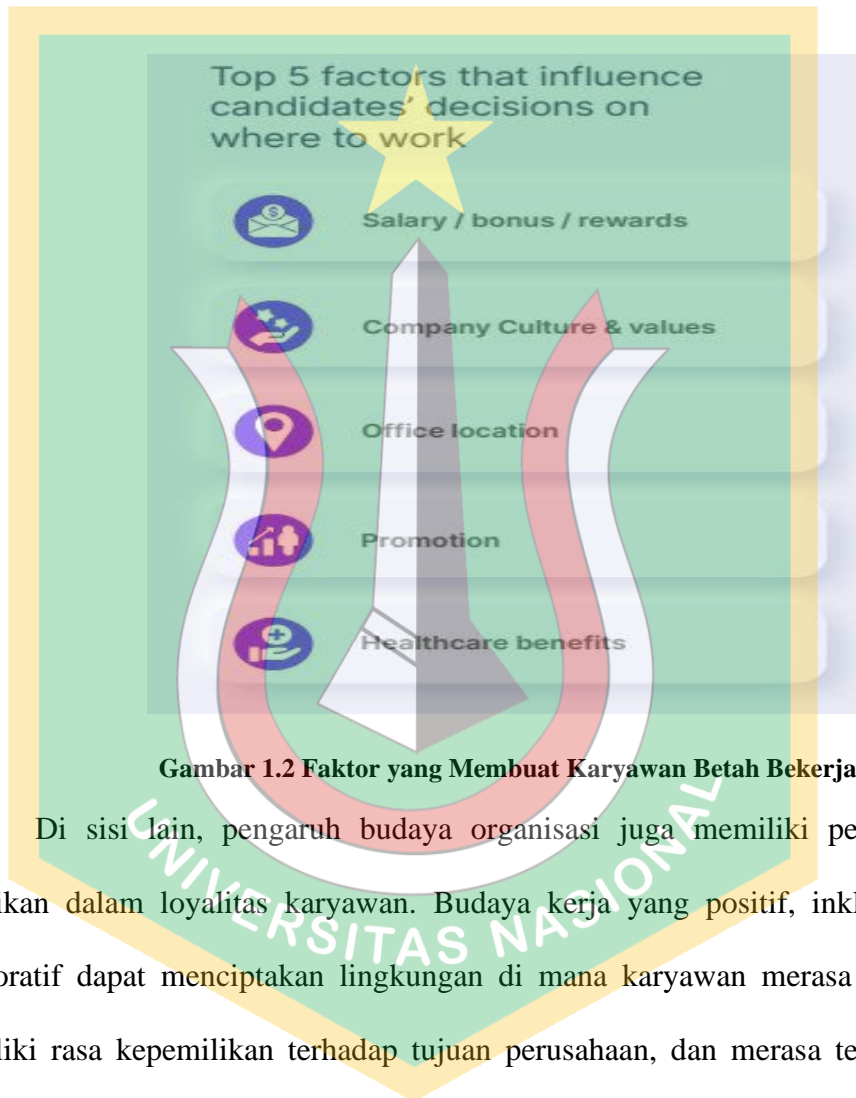 Top 5 factors that influence
candidates' decisions on
where to work
Salary / bonus / rewards
Company Culture & values
Office location
Promotion
Healthcare benefits
Gambar 1.2 Faktor yang Membuat Karyawan Betah Bekerja
Di sisi lain, pengaruh budaya organisasi juga memiliki pe
ikan dalam loyalitas karyawan. Budaya kerja yang positif, inkl
oratif dapat menciptakan lingkungan di mana karyawan merasa
liki rasa kepemilikan terhadap tujuan perusahaan, dan merasa te
UNIVERSITAS NASIONAL